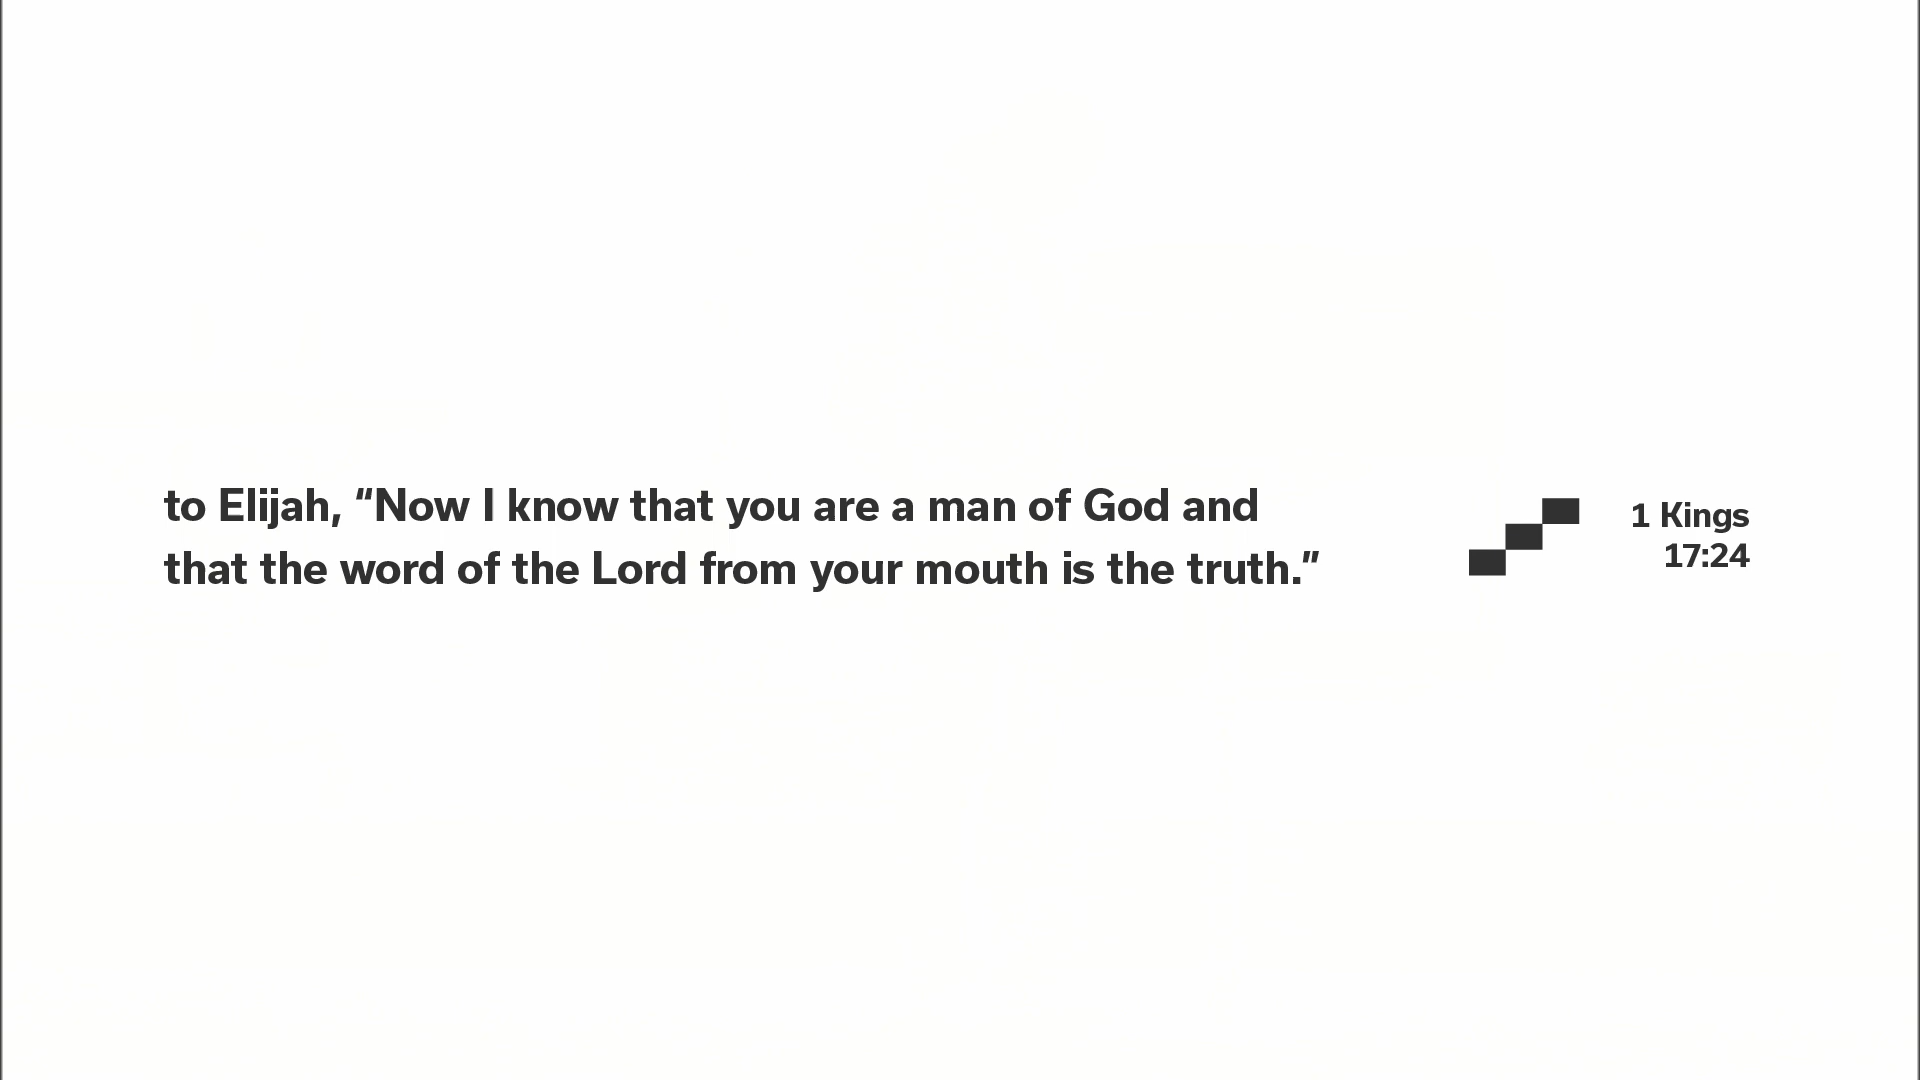 to Elijah, “Now I know that you are a man of God and
that the word of the Lord from your mouth is the truth.”
1 Kings
17:24